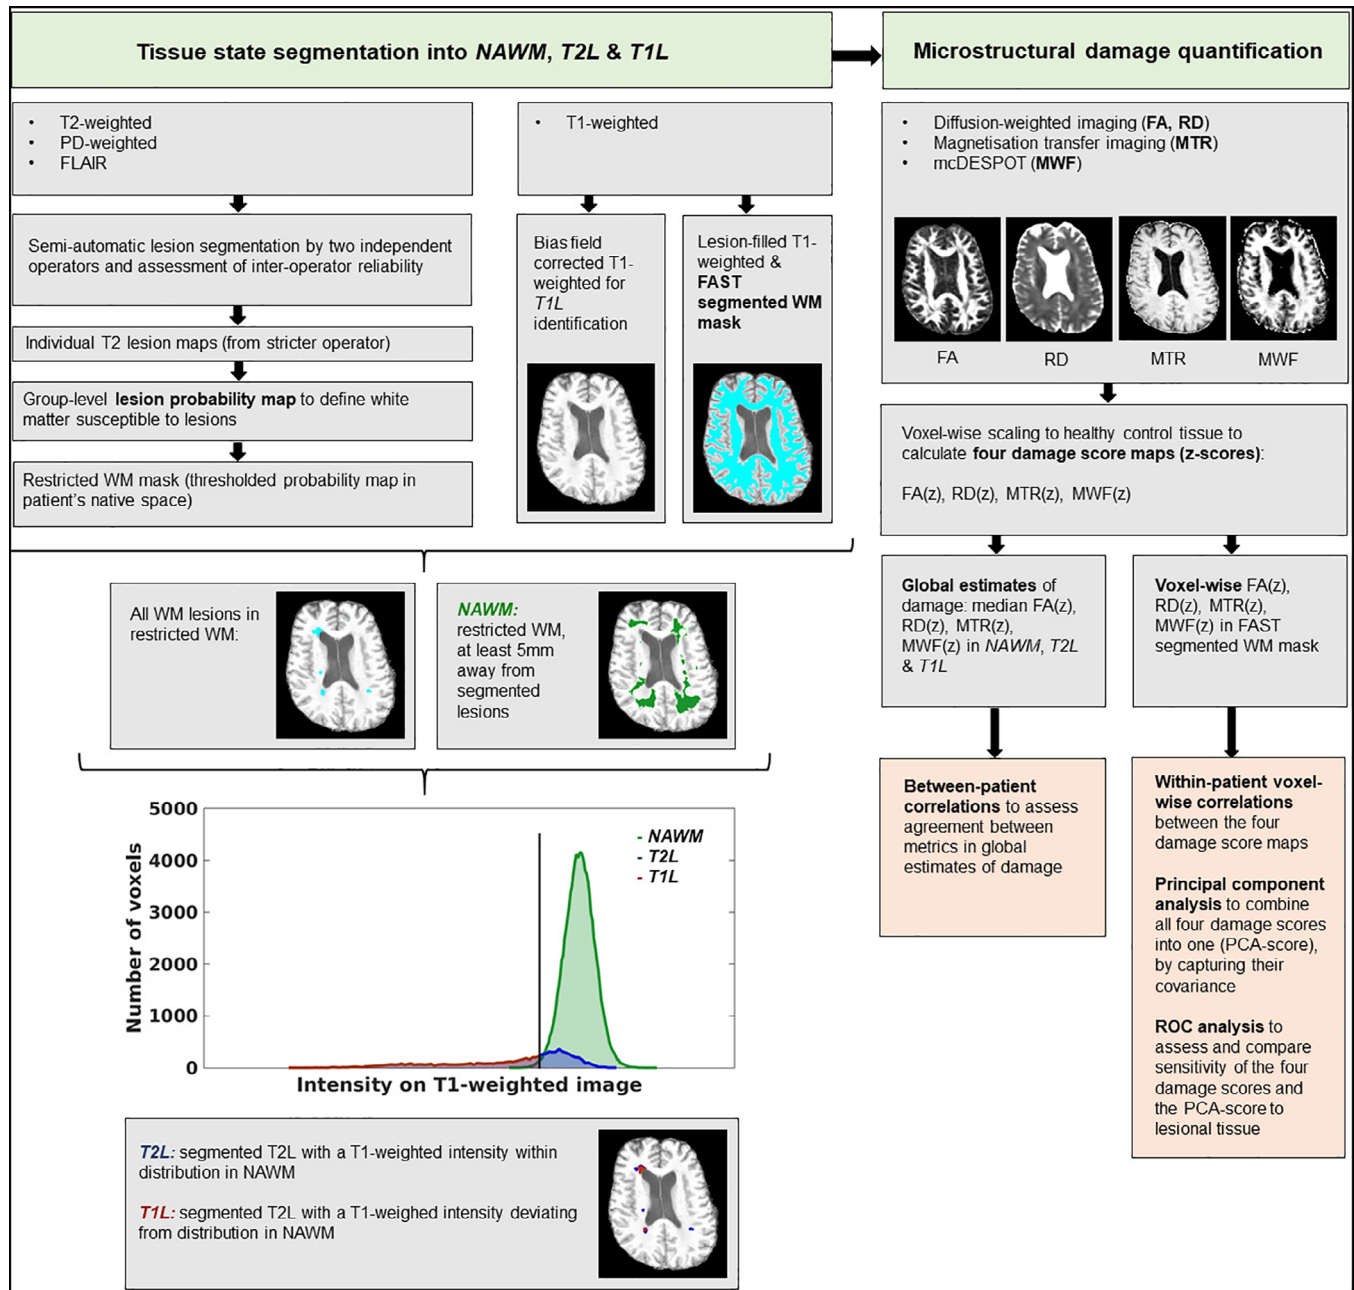 Tissue state segmentation into NAWM, T2L & T1L
• T2-weighted
• PD-weighted
• FLAIR
Semi-automatic lesion segmentation by two independent
operators and assessment of inter-operator reliability
Individual T2 lesion maps (from stricter operator)
Group-level lesion probability map to define white
matter susceptible to lesions
Restricted WM mask (thresholded probability map in
patient's native space)
• T1-weighted
Bias field
corrected T1-
weighted for
T1L
identification
Lesion-filled T1-
weighted &
FAST
segmented WM
mask
All WM lesions in
restricted WM:
NAWM:
restricted WM,
at least 5mm
away from
segmented
lesions
Number of voxels
5000
4000
3000
2000
1000
0
- NAWM
- T2L
- T1L
Intensity on T1-weighted image
T2L: segmented T2L with a T1-weighted intensity within
distribution in NAWM
T1L: segmented T2L with a T1-weighed intensity deviating
from distribution in NAWM
Microstructural damage quantification
• Diffusion-weighted imaging (FA, RD)
• Magnetisation transfer imaging (MTR)
• mcDESPOT (MWF)
FA RD MTR MWF
Voxel-wise scaling to healthy control tissue to
calculate four damage score maps (z-scores):
FA(z), RD(z), MTR(z), MWF(z)
Global estimates of
damage: median FA(z),
RD(z), MTR(z),
MWF(z) in NAWM, T2L
& T1L
Voxel-wise FA(z),
RD(z), MTR(z),
MWF(z) in FAST
segmented WM mask
Between-patient
correlations to assess
agreement between
metrics in global
estimates of damage
Within-patient voxel-
wise correlations
between the four
damage score maps
Principal component
analysis to combine
all four damage scores
into one (PCA-score),
by capturing their
covariance
ROC analysis to
assess and compare
sensitivity of the four
damage scores and
the PCA-score to
lesional tissue